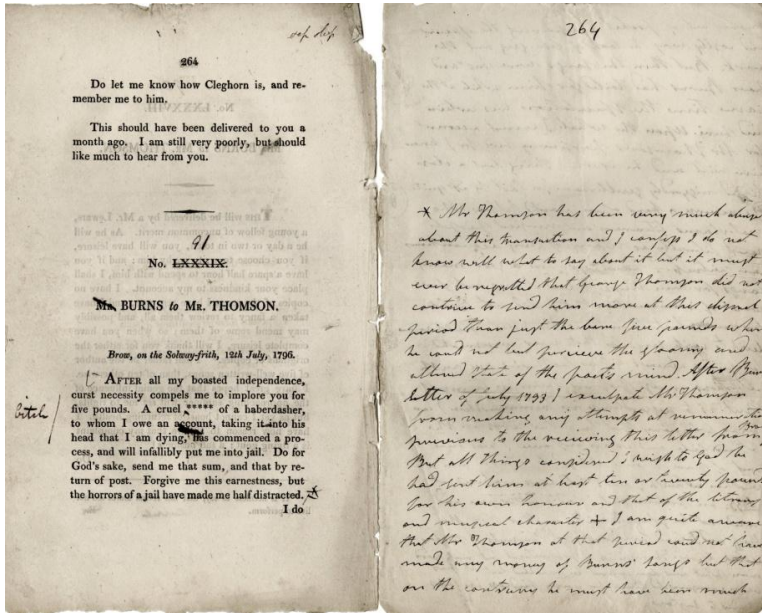 264
Do let me know how Cleghorn is, and re-
member me to him.
This should have been delivered to you a
month ago. I am still very poorly, but should
like much to hear from you.
91
No. LXXXIX.
Mr. BURNS to Mr. THOMSON.
Brow, on the Solway-frith, 12th July, 1796.
AFTER all my boasted independence,
curst necessity compels me to implore you for
five pounds. A cruel ***** of a haberdasher,
bitch/
to whom I owe an account, taking it into his
head that I am dying, has commenced a pro-
cess, and will infallibly put me into jail. Do for
God's sake, send me that sum, and that by re-
turn of post. Forgive me this earnestness, but
the horrors of a jail have made me half distracted.
I do
264
Mr Thomson has been very much abused
about this transaction and I confess I do not
know well what to say about it but it must
ever be regretted that George Thomson did not
contrive to send him more at this dismal
period than just the bare five pounds when
he could not but percieve the gloomy and
altered state of the poets mind. After Burns
letter of July 1793 I exculpate Mr Thomson
from making any attempts at remuneration
previous to the recieving this letter from
But all things considered I wish to God he
had sent him at least ten or twenty pounds
for his own honour and that of the literary
and musical character + I am quite aware
that Mr Thomson at that period could not have
made any money of Burns' songs but that
on the contrary he must have been much